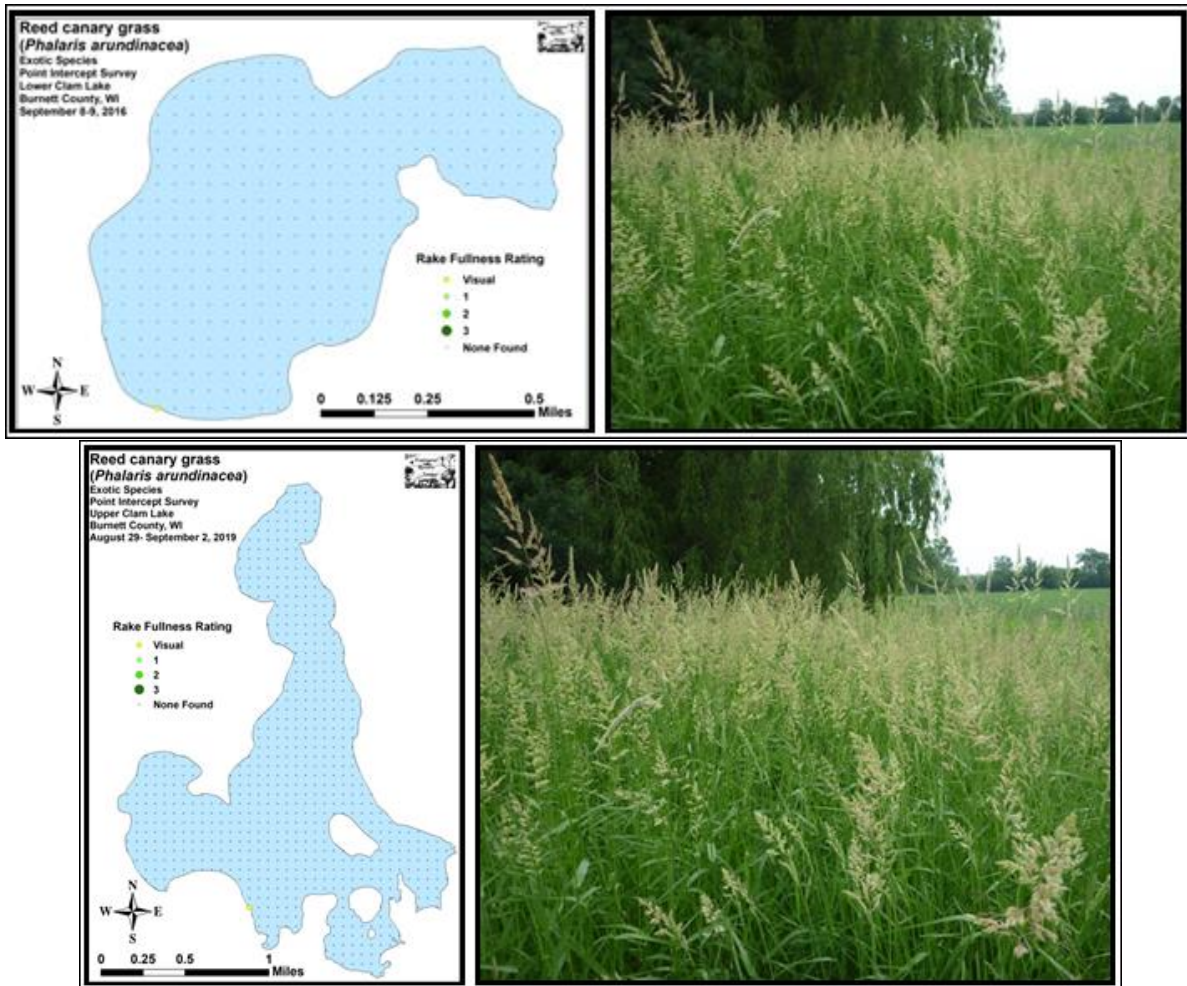 Reed canary grass
(Phalaris arundinacea)
Exotic Species
Point Intercept Survey
Lower Clam Lake
Burnett County, WI
September 8-9, 2016
Rake Fullness Rating
Visual
1
2
3
None Found
N
W E
S
0 0.125 0.25 0.5
Miles
Reed canary grass
(Phalaris arundinacea)
Exotic Species
Point Intercept Survey
Upper Clam Lake
Burnett County, WI
August 29- September 2, 2019
Rake Fullness Rating
Visual
1
2
3
None Found
N
W E
S
0 0.25 0.5 1
Miles